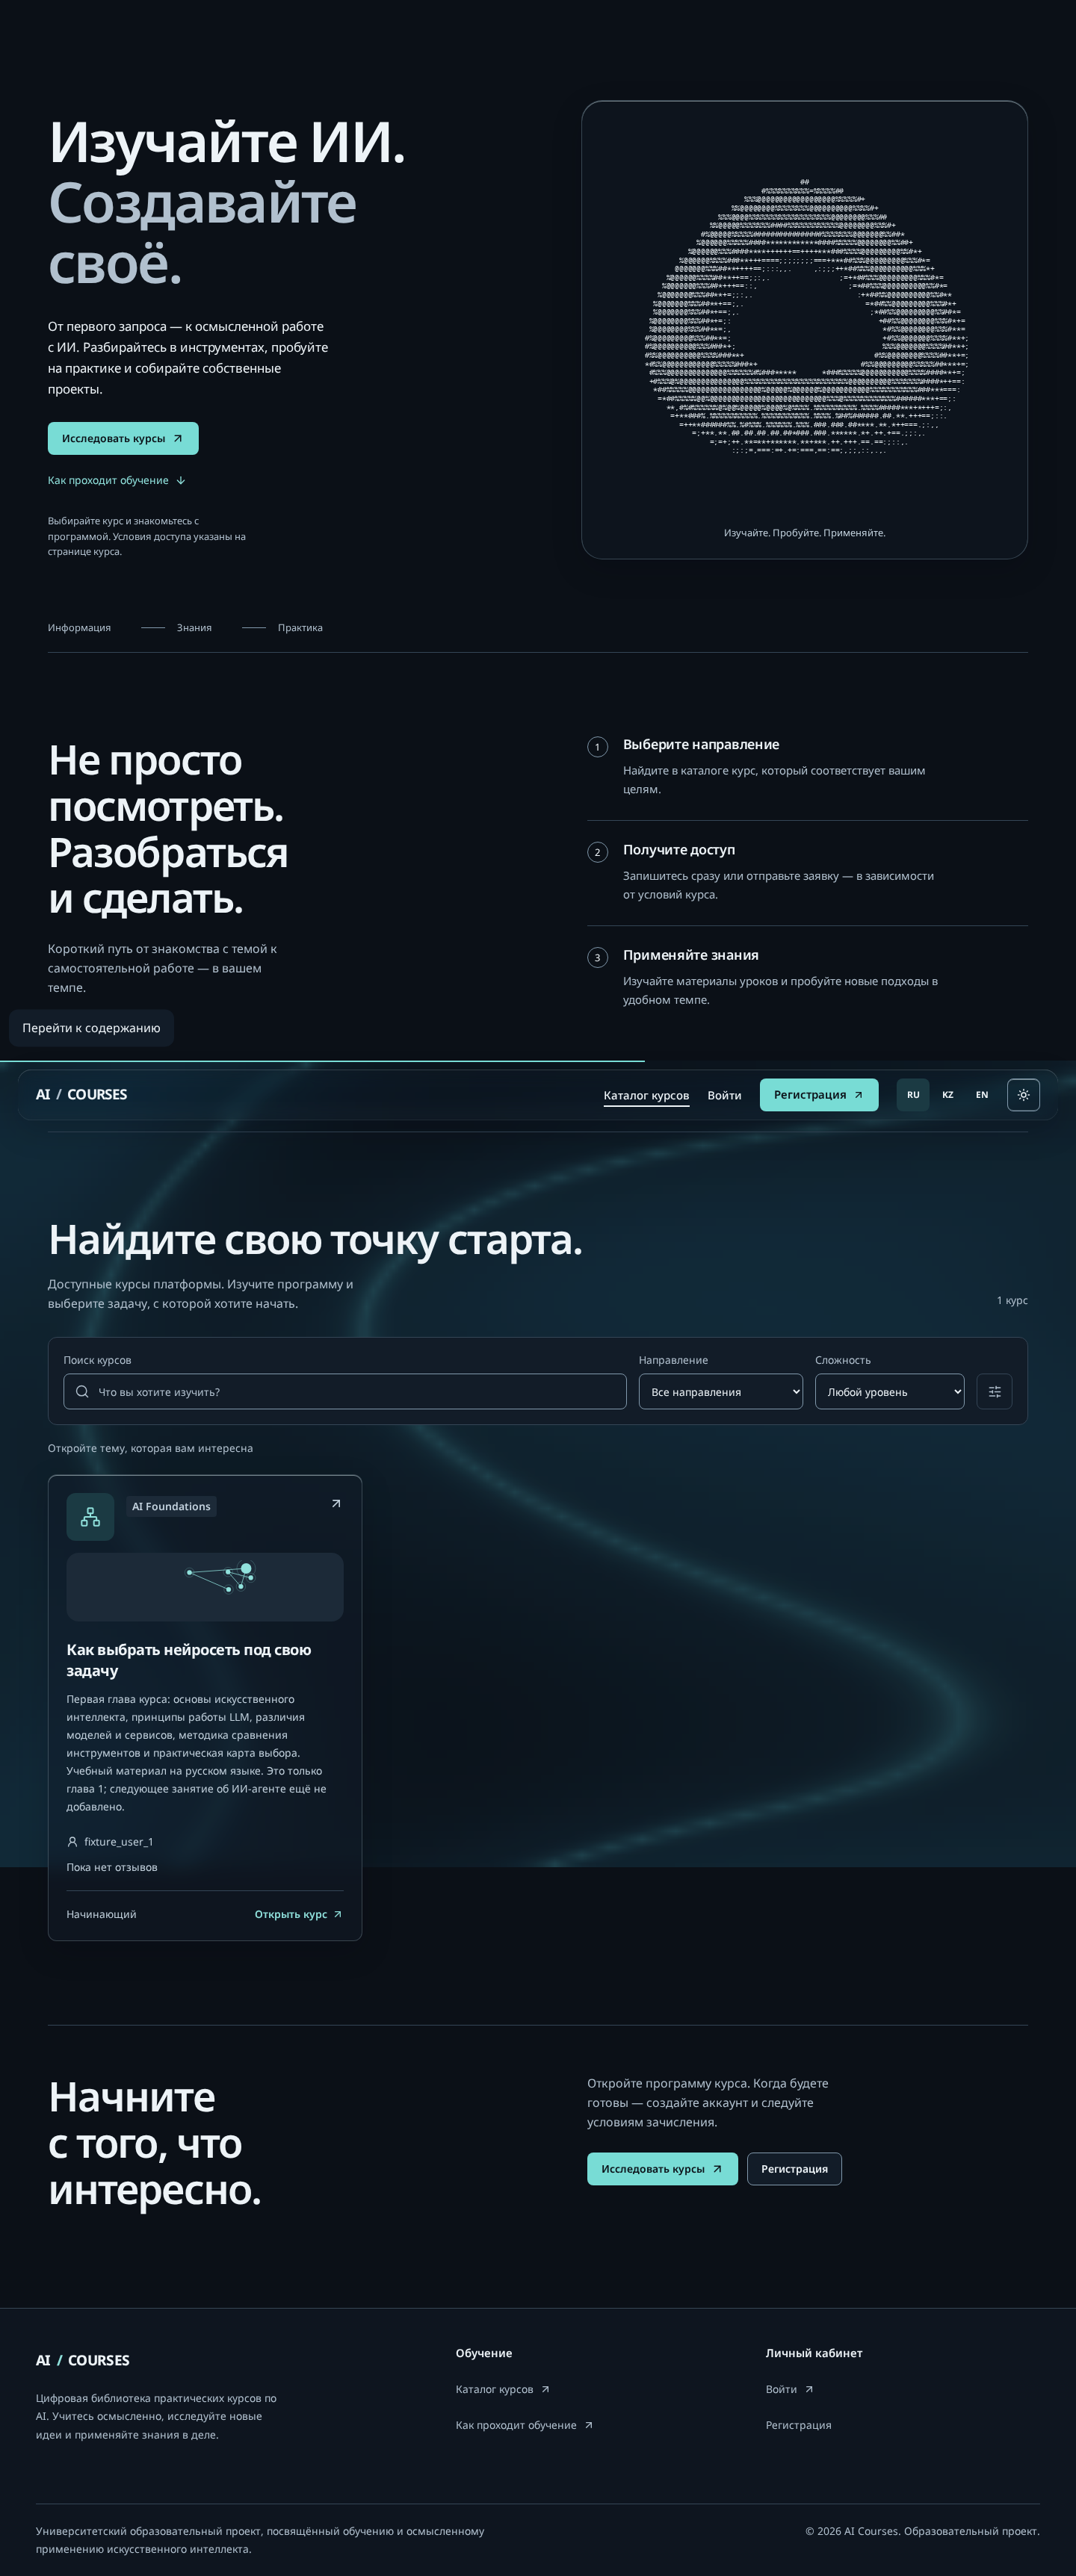 Изучайте ИИ.
Создавайте
своё.
От первого запроса — к осмысленной работе
с ИИ. Разбирайтесь в инструментах, пробуйте
на практике и собирайте собственные
проекты.
Исследовать курсы
Как проходит обучение
Выбирайте курс и знакомьтесь с
программой. Условия доступа указаны на
странице курса.
Изучайте. Пробуйте. Применяйте.
Информация
Знания
Практика
Не просто
посмотреть.
Разобраться
и сделать.
Короткий путь от знакомства с темой к
самостоятельной работе — в вашем
темпе.
1
Выберите направление
Найдите в каталоге курс, который соответствует вашим
целям.
2
Получите доступ
Запишитесь сразу или отправьте заявку — в зависимости
от условий курса.
3
Применяйте знания
Изучайте материалы уроков и пробуйте новые подходы в
удобном темпе.
Перейти к содержанию
AI / COURSES
Каталог курсов
Войти
Регистрация
RU
KZ
EN
Найдите свою точку старта.
Доступные курсы платформы. Изучите программу и
выберите задачу, с которой хотите начать.
1 курс
Поиск курсов
Что вы хотите изучить?
Направление
Все направления
Сложность
Любой уровень
Откройте тему, которая вам интересна
AI Foundations
Как выбрать нейросеть под свою
задачу
Первая глава курса: основы искусственного
интеллекта, принципы работы LLM, различия
моделей и сервисов, методика сравнения
инструментов и практическая карта выбора.
Учебный материал на русском языке. Это только
глава 1; следующее занятие об ИИ-агенте ещё не
добавлено.
fixture_user_1
Пока нет отзывов
Начинающий
Открыть курс
Начните
с того, что
интересно.
Откройте программу курса. Когда будете
готовы — создайте аккаунт и следуйте
условиям зачисления.
Исследовать курсы
Регистрация
AI / COURSES
Цифровая библиотека практических курсов по
AI. Учитесь осмысленно, исследуйте новые
идеи и применяйте знания в деле.
Обучение
Каталог курсов
Как проходит обучение
Личный кабинет
Войти
Регистрация
Университетский образовательный проект, посвящённый обучению и осмысленному
применению искусственного интеллекта.
© 2026 AI Courses. Образовательный проект.